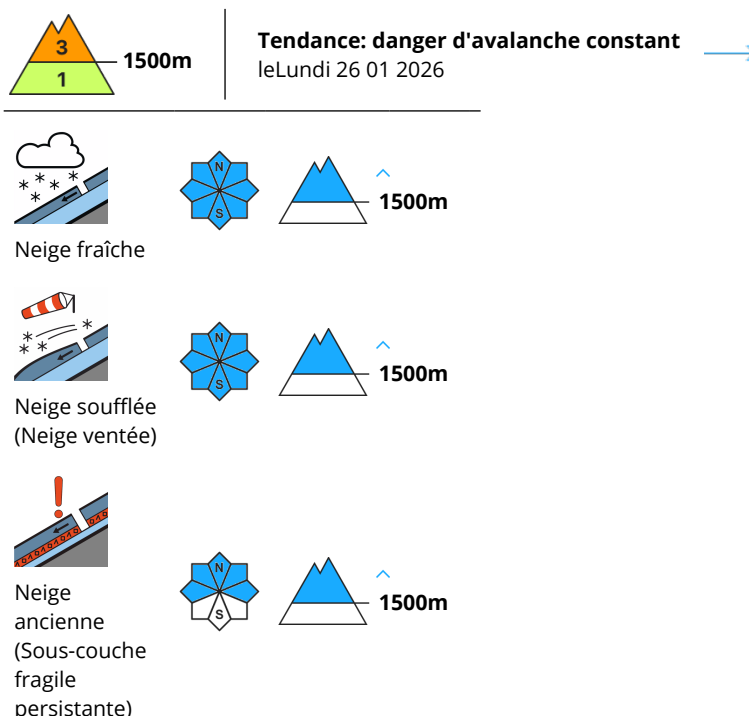 3
1
1500m
Tendance: danger d'avalanche constant
leLundi 26 01 2026
N
S
1500m
Neige fraîche
N
S
1500m
Neige soufflée
(Neige ventée)
N
S
1500m
Neige
ancienne
(Sous-couche
fragile
persistante)